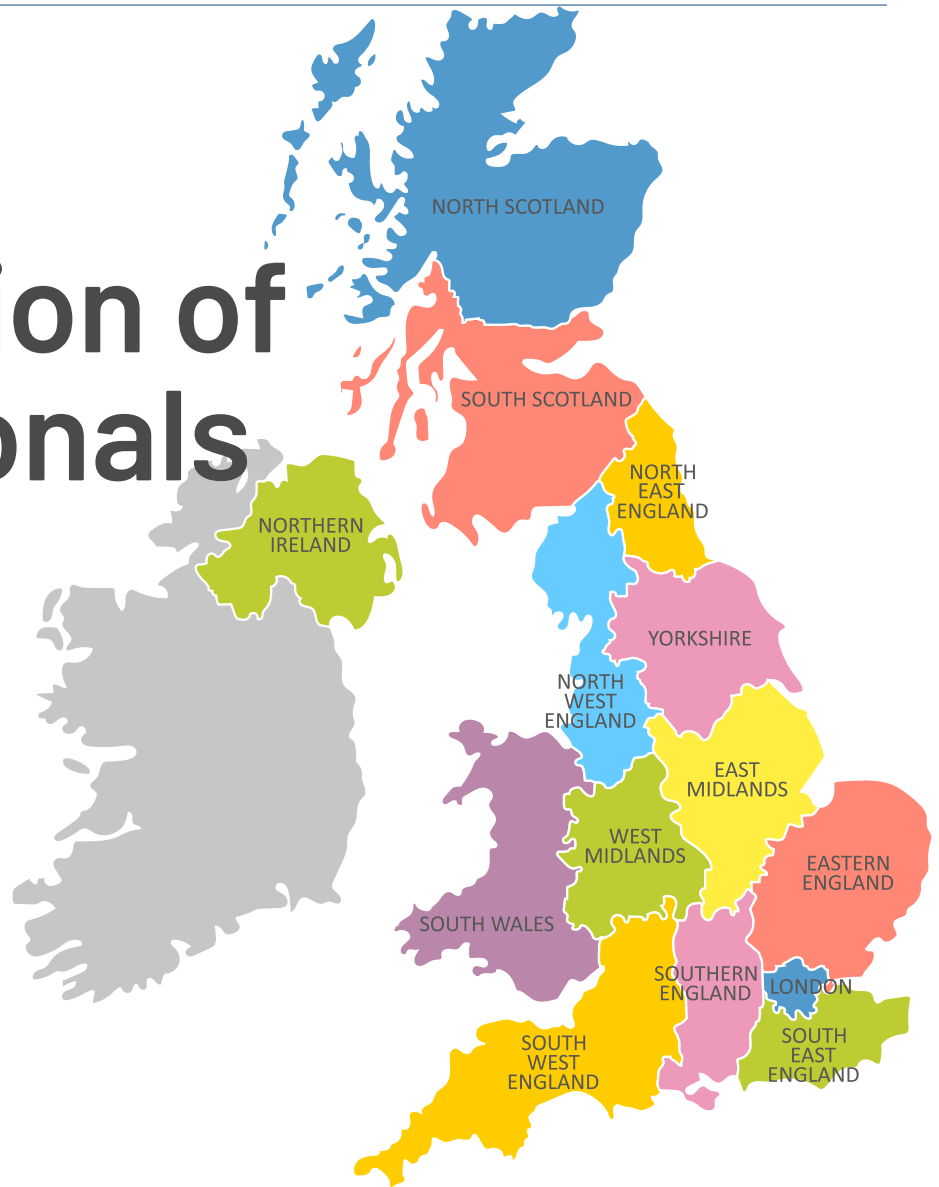 NORTH SCOTLAND
ion of
onals
SOUTH SCOTLAND
NORTH
EAST
ENGLAND
NORTHERN
IRELAND
YORKSHIRE
NORTH
WEST
ENGLAND
EAST
MIDLANDS
WEST
MIDLANDS
EASTERN
ENGLAND
SOUTH WALES
SOUTHERN
ENGLAND
LONDON
SOUTH
WEST
ENGLAND
SOUTH
EAST
ENGLAND